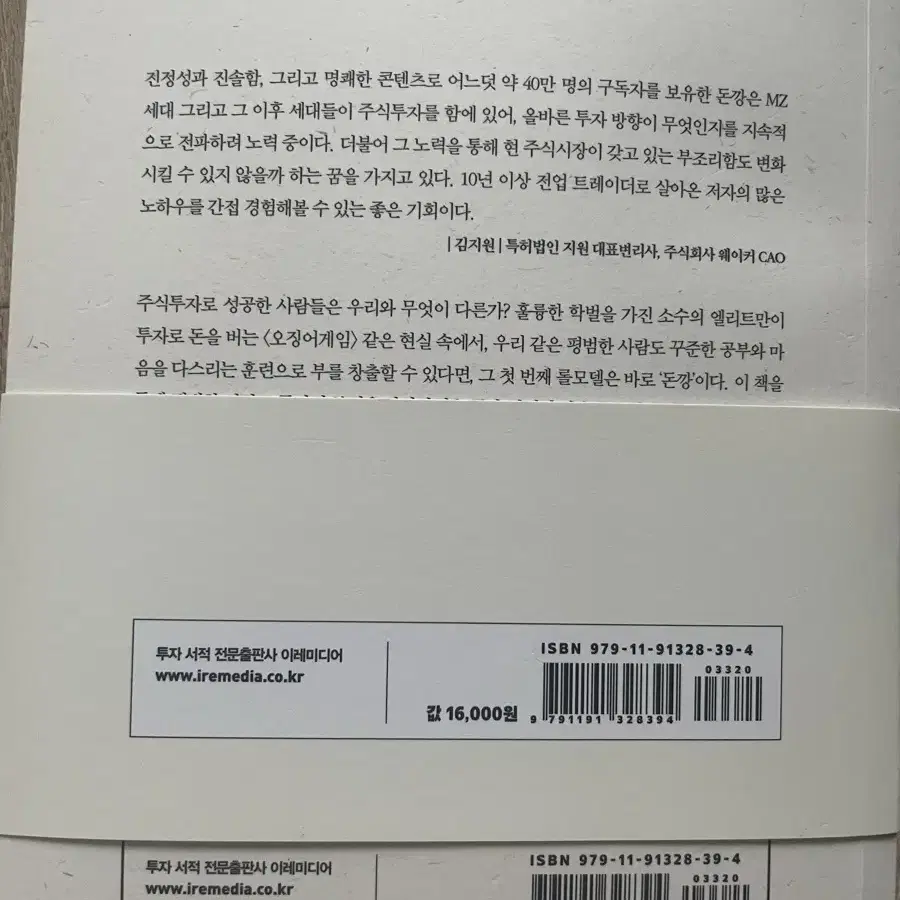 진정성과 진솔함, 그리고 명쾌한 콘텐츠로 어느덧 약 40만 명의 구독자를 보유한 돈깡은 MZ
세대 그리고 그 이후 세대들이 주식투자를 함에 있어, 올바른 투자 방향이 무엇인지를 지속적
으로 전파하려 노력 중이다. 더불어 그 노력을 통해 현 주식시장이 갖고 있는 부조리함도 변화
시킬 수 있지 않을까 하는 꿈을 가지고 있다. 10년 이상 전업 트레이더로 살아온 저자의 많은
노하우를 간접 경험해볼 수 있는 좋은 기회이다.
| 김지원 | 특허법인 지원 대표변리사, 주식회사 웨이커 CAO
주식투자로 성공한 사람들은 우리와 무엇이 다른가? 훌륭한 학벌을 가진 소수의 엘리트만이
투자로 돈을 버는 〈오징어게임〉 같은 현실 속에서, 우리 같은 평범한 사람도 꾸준한 공부와 마
음을 다스리는 훈련으로 부를 창출할 수 있다면, 그 첫 번째 롤모델은 바로 ‘돈깡’이다. 이 책을
투자 서적 전문출판사 이레미디어
www.iremedia.co.kr
값 16,000원
ISBN 979-11-91328-39-4
03320
9 791191 328394
투자 서적 전문출판사 이레미디어
www.iremedia.co.kr
ISBN 979-11-91328-39-4
03320